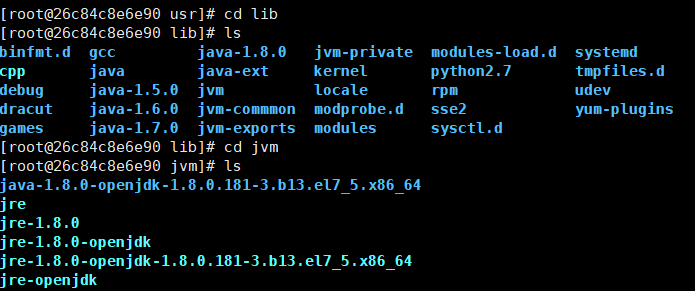 [root@26c84c8e6e90 usr]# cd lib
[root@26c84c8e6e90 lib]# ls
binfmt.d  gcc         java-1.8.0   jvm-private  modules-load.d  systemd
cpp       java        java-ext     kernel       python2.7       tmpfiles.d
debug     java-1.5.0  jvm          locale       rpm             udev
dracut    java-1.6.0  jvm-commmon  modprobe.d   sse2            yum-plugins
games     java-1.7.0  jvm-exports  modules      sysctl.d
[root@26c84c8e6e90 lib]# cd jvm
[root@26c84c8e6e90 jvm]# ls
java-1.8.0-openjdk-1.8.0.181-3.b13.el7_5.x86_64
jre
jre-1.8.0
jre-1.8.0-openjdk
jre-1.8.0-openjdk-1.8.0.181-3.b13.el7_5.x86_64
jre-openjdk